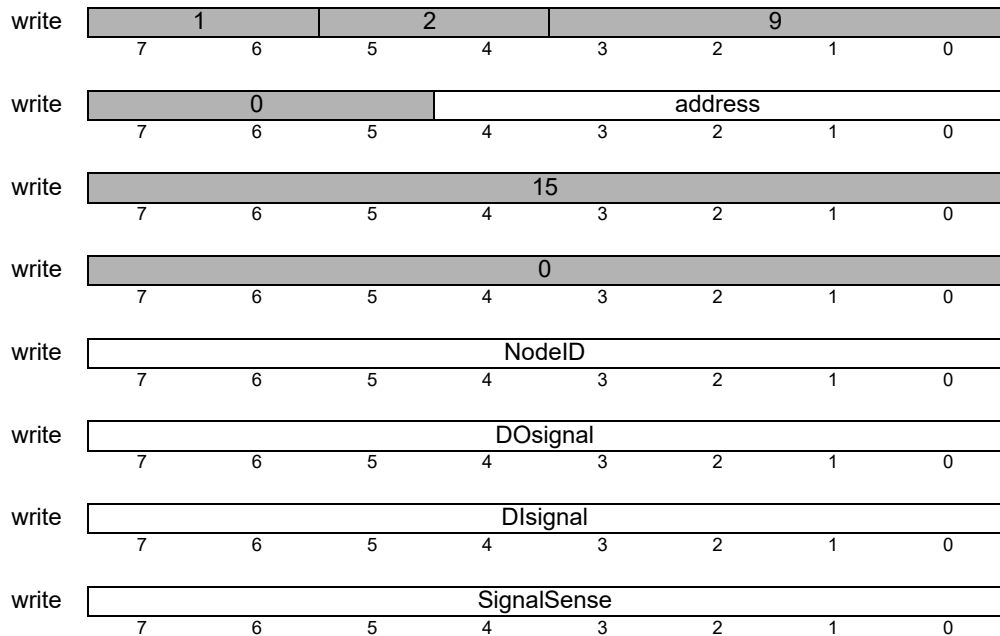 write 1 2 9
7 6 5 4 3 2 1 0
write 0 address
7 6 5 4 3 2 1 0
write 15
7 6 5 4 3 2 1 0
write 0
7 6 5 4 3 2 1 0
write NodeID
7 6 5 4 3 2 1 0
write DOsignal
7 6 5 4 3 2 1 0
write DIsignal
7 6 5 4 3 2 1 0
write SignalSense
7 6 5 4 3 2 1 0